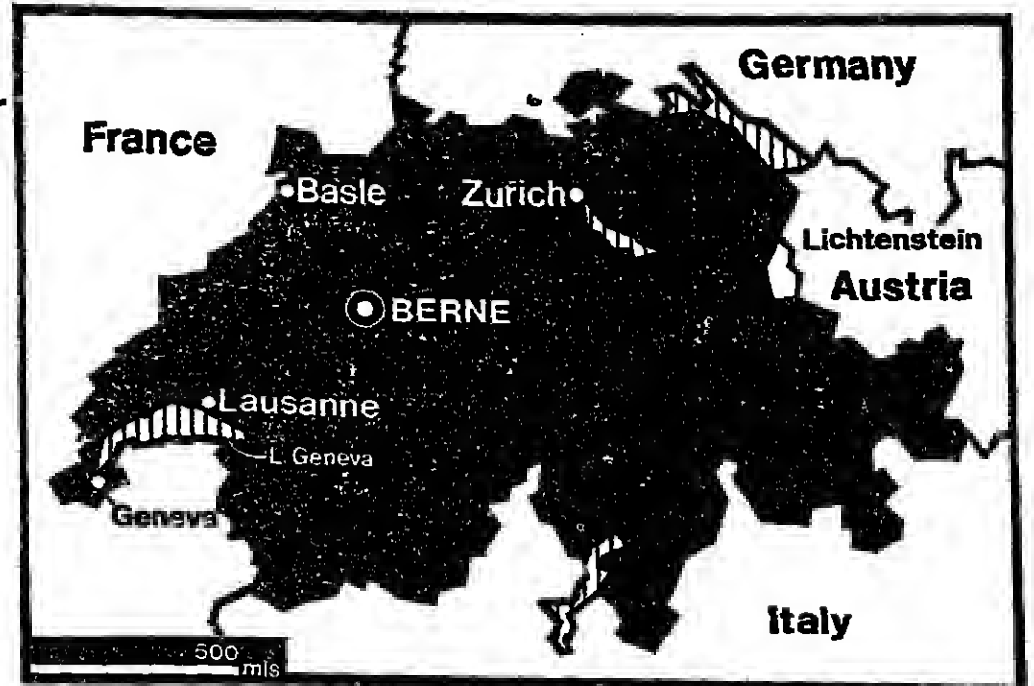 Germany
France
Basle
Zurich
Lichtenstein
Austria
BERNE
Lausanne
L. Geneva
Geneva
Italy
500
mls